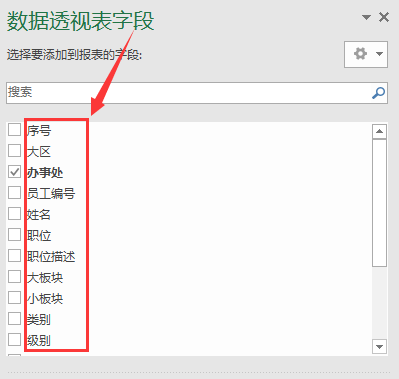 数据透视表字段
选择要添加到报表的字段:
搜索
序号
大区
办事处
员工编号
姓名
职位
职位描述
大板块
小板块
类别
级别